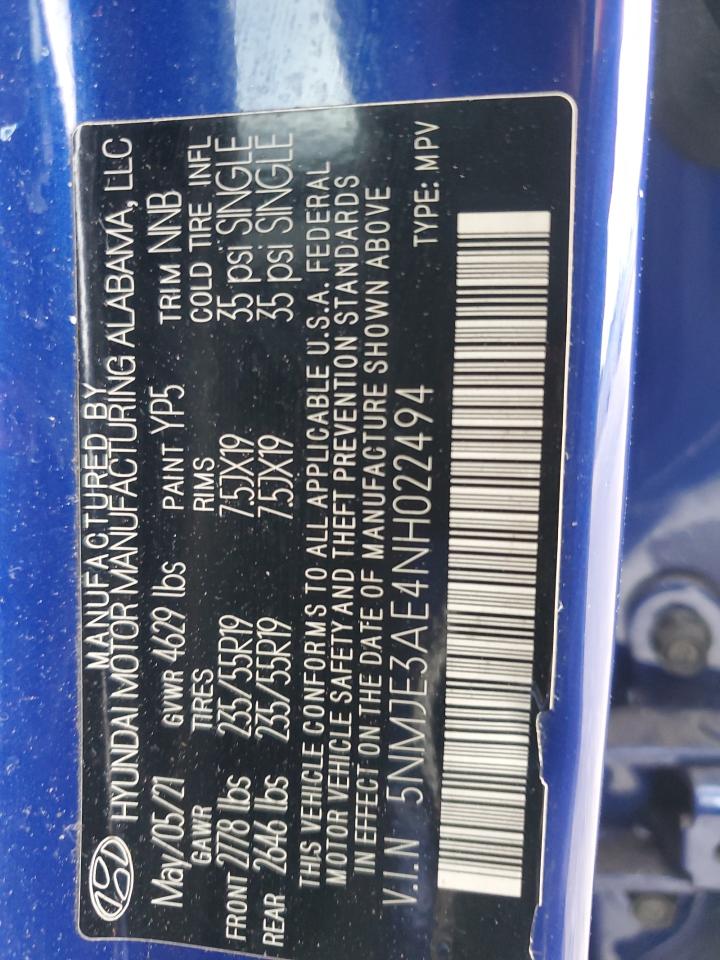 MANUFACTURED BY
HYUNDAI MOTOR MANUFACTURING ALABAMA, LLC
May/05/21 GVWR 4629 lbs PAINT YP5 TRIM NNB
GAWR TIRES RIMS COLD TIRE INFL
FRONT 2778 lbs 235/55R19 7.5JX19 35 psi SINGLE
REAR 2646 lbs 235/55R19 7.5JX19 35 psi SINGLE
THIS VEHICLE CONFORMS TO ALL APPLICABLE U.S.A. FEDERAL
MOTOR VEHICLE SAFETY AND THEFT PREVENTION STANDARDS
IN EFFECT ON THE DATE OF MANUFACTURE SHOWN ABOVE
V.I.N 5NMJE3AE4NH022494 TYPE: MPV